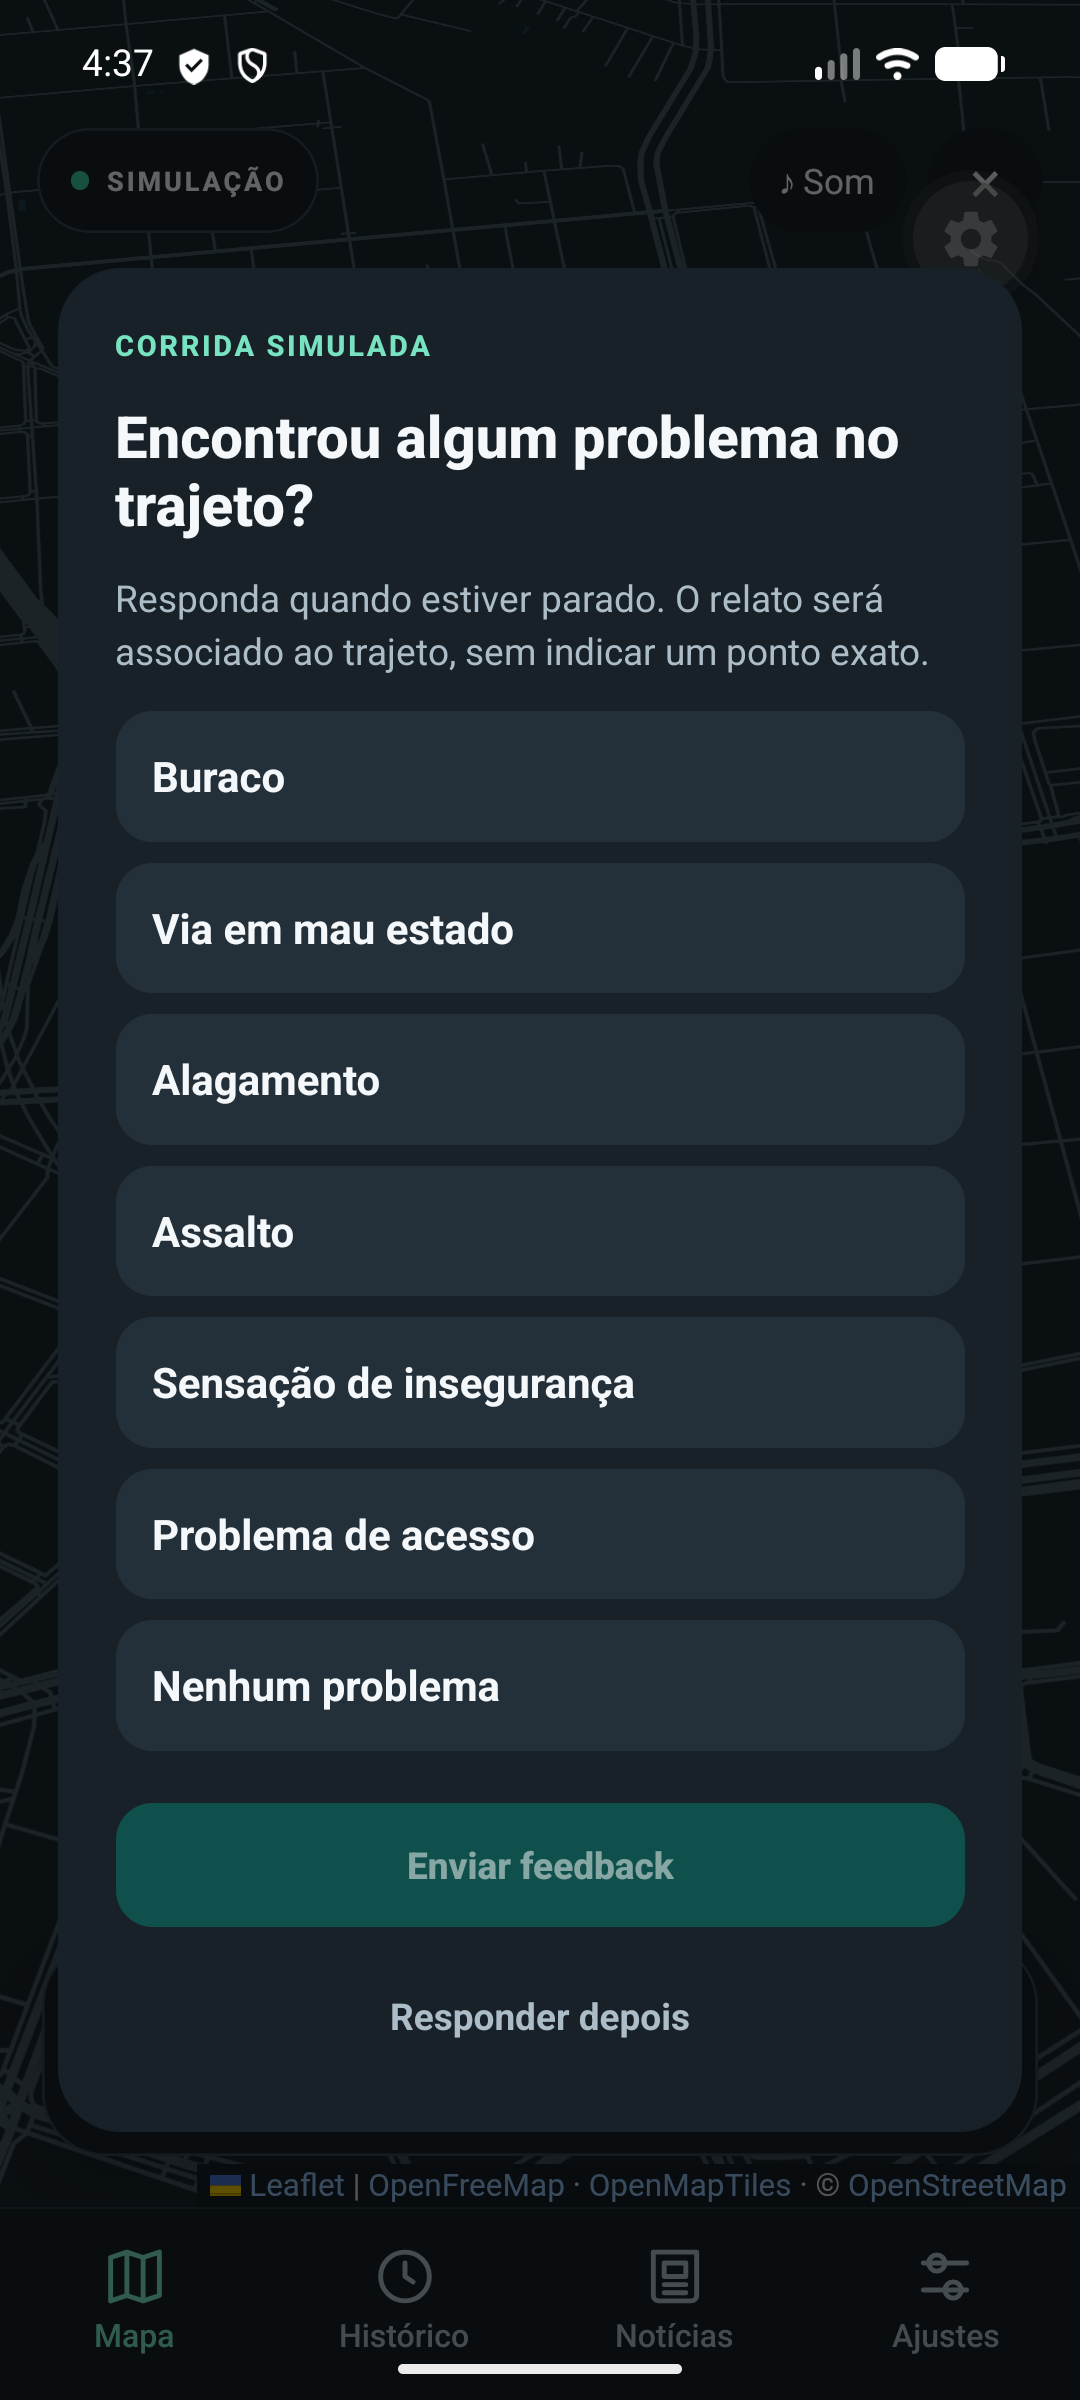 4:37
SIMULAÇÃO
♪ Som
×
CORRIDA SIMULADA
Encontrou algum problema no
trajeto?
Responda quando estiver parado. O relato será
associado ao trajeto, sem indicar um ponto exato.
Buraco
Via em mau estado
Alagamento
Assalto
Sensação de insegurança
Problema de acesso
Nenhum problema
Enviar feedback
Responder depois
Leaflet | OpenFreeMap · OpenMapTiles · © OpenStreetMap
Mapa
Histórico
Notícias
Ajustes